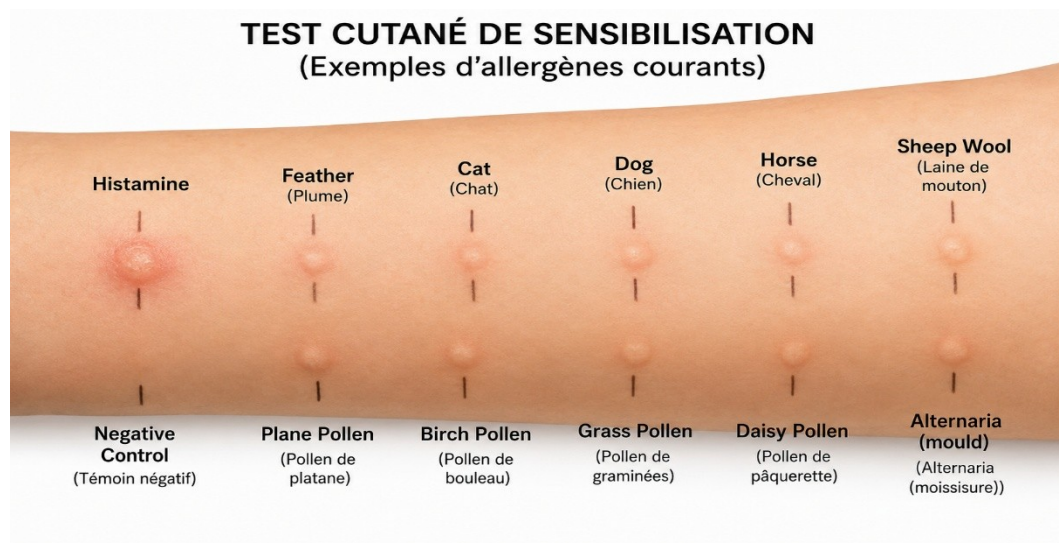 TEST CUTANÉ DE SENSIBILISATION
(Exemples d'allergènes courants)
Histamine
Feather
(Plume)
Cat
(Chat)
Dog
(Chien)
Horse
(Cheval)
Sheep Wool
(Laine de
mouton)
Negative
Control
(Témoin négatif)
Plane Pollen
(Pollen de
platane)
Birch Pollen
(Pollen de
bouleau)
Grass Pollen
(Pollen de
graminées)
Daisy Pollen
(Pollen de
pâquerette)
Alternaria
(mould)
(Alternaria
(moissisure))